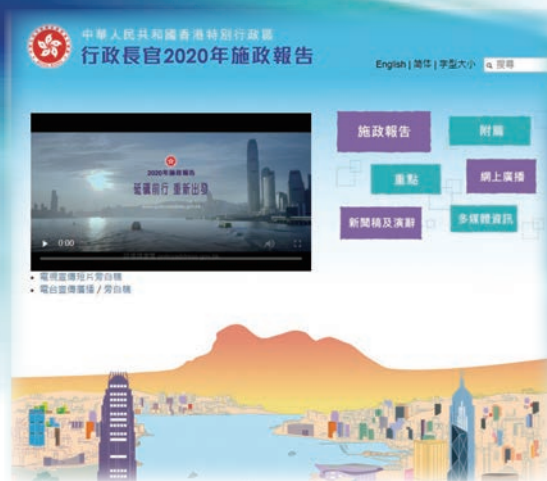 中華人民共和國香港特別行政區
行政長官2020年施政報告
English | 简体 | 字型大小
搜尋
2020年施政報告
砥礪前行 重新出發
0:00
施政報告
附篇
重點
網上廣播
新聞稿及演辭
多媒體資訊
• 電視宣傳短片旁白稿
• 電台宣傳廣播 / 旁白稿